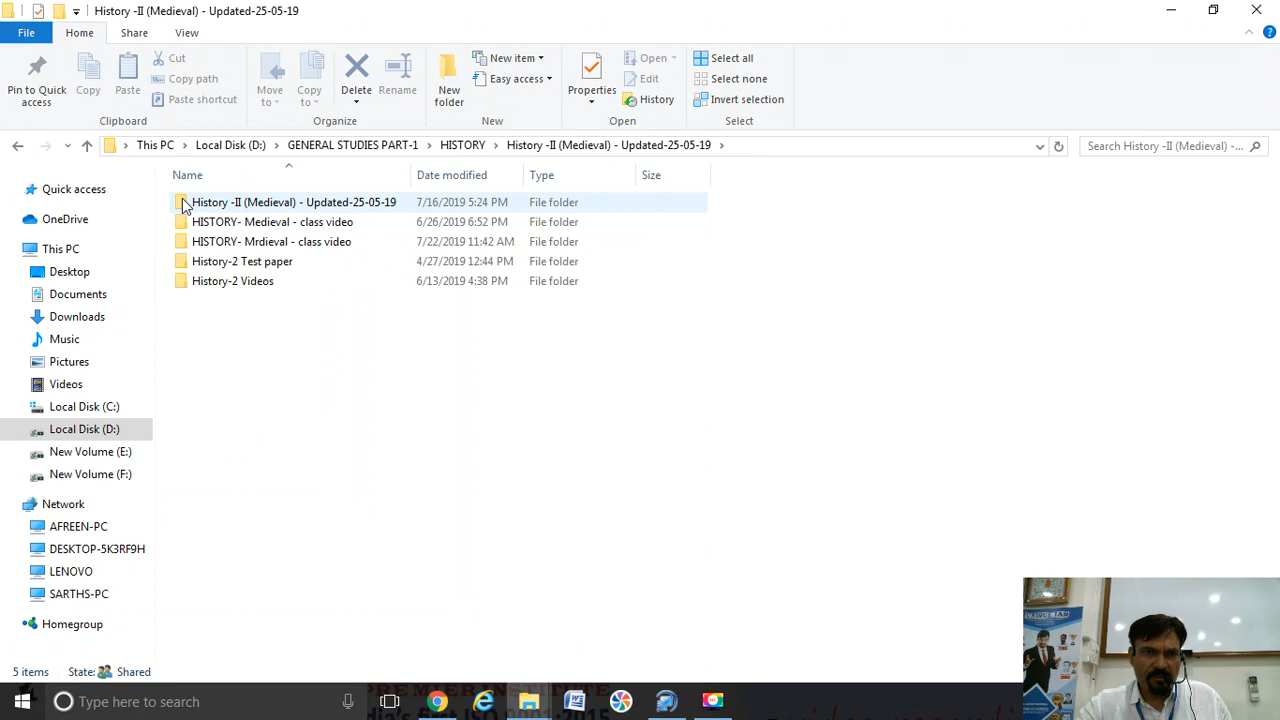 History -II (Medieval) - Updated-25-05-19
File
Home
Share
View
Pin to Quick access
Copy
Paste
Cut
Copy path
Paste shortcut
Move to
Copy to
Delete
Rename
New folder
New item
Easy access
Properties
Open
Edit
History
Select all
Select none
Invert selection
Clipboard
Organize
New
Open
Select
This PC > Local Disk (D:) > GENERAL STUDIES PART-1 > HISTORY > History -II (Medieval) - Updated-25-05-19 >
Search History -II (Medieval) -...
Name Date modified Type Size
History -II (Medieval) - Updated-25-05-19 7/16/2019 5:24 PM File folder
HISTORY- Medieval - class video 6/26/2019 6:52 PM File folder
HISTORY- Mrdieval - class video 7/22/2019 11:42 AM File folder
History-2 Test paper 4/27/2019 12:44 PM File folder
History-2 Videos 6/13/2019 4:38 PM File folder
Quick access
OneDrive
This PC
Desktop
Documents
Downloads
Music
Pictures
Videos
Local Disk (C:)
Local Disk (D:)
New Volume (E:)
New Volume (F:)
Network
AFREEN-PC
DESKTOP-5K3RF9H
LENOVO
SARTHS-PC
Homegroup
5 items State: Shared
Type here to search